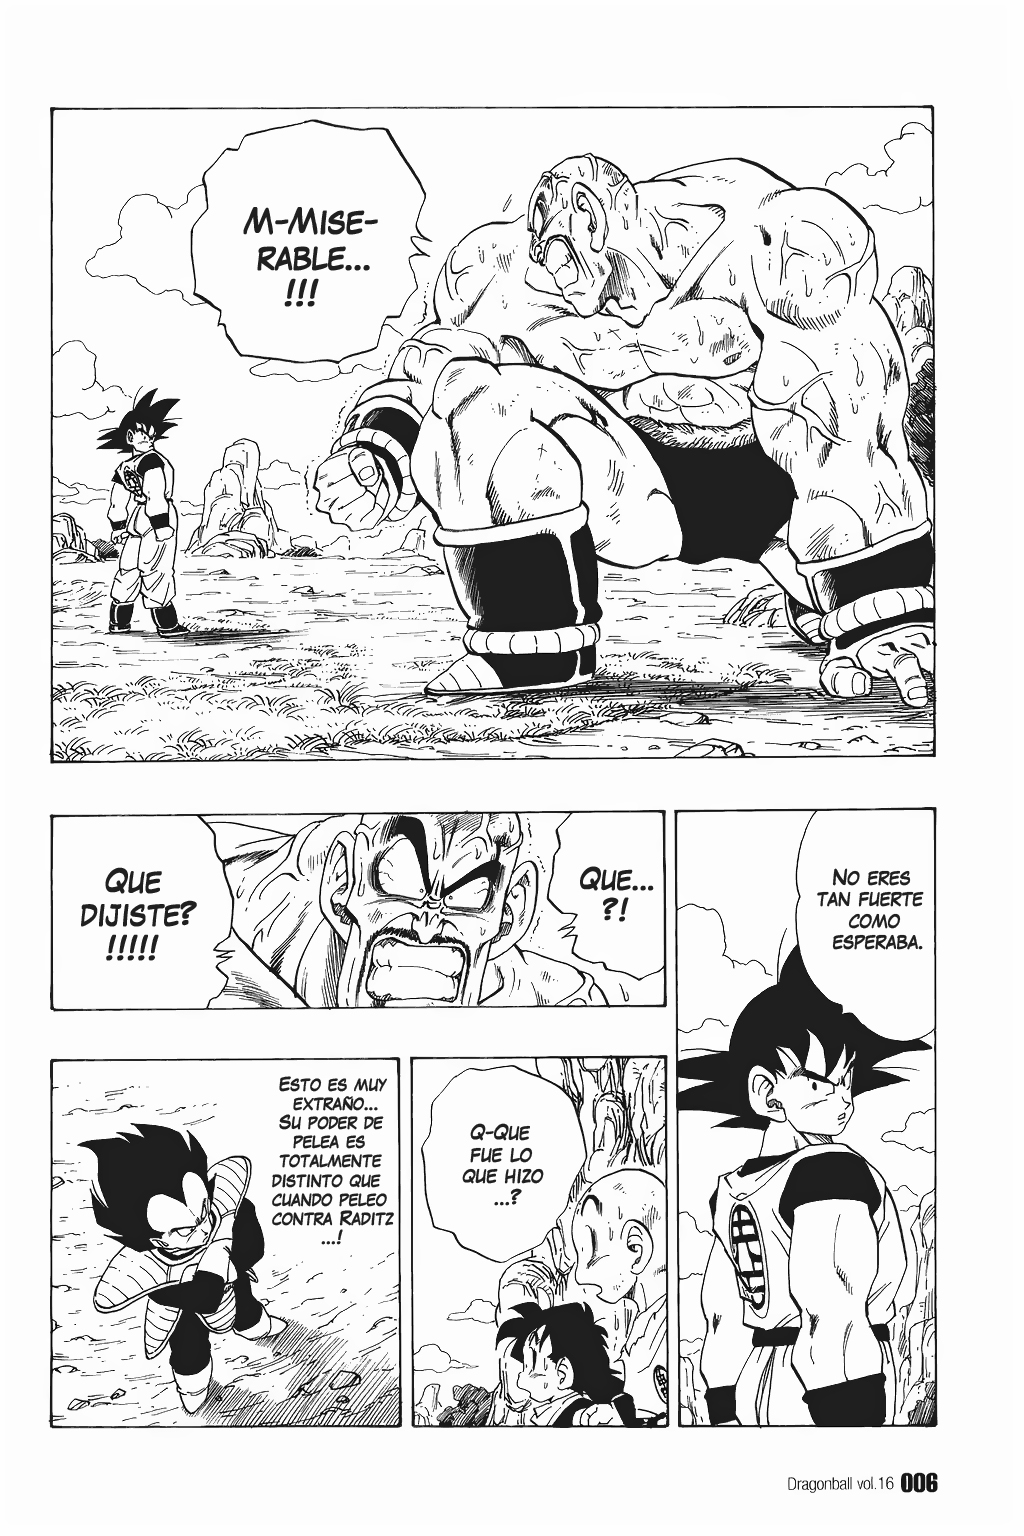 M-MISE-
RABLE...
!!!
NO ERES
TAN FUERTE
COMO
ESPERABA.
QUE...
?!
QUE
DIJISTE?
!!!!!
Q-QUE
FUE LO
QUE HIZO
...?
ESTO ES MUY
EXTRAÑO...
SU PODER DE
PELEA ES
TOTALMENTE
DISTINTO QUE
CUANDO PELEO
CONTRA RADITZ
...!
Dragonball vol.16 006